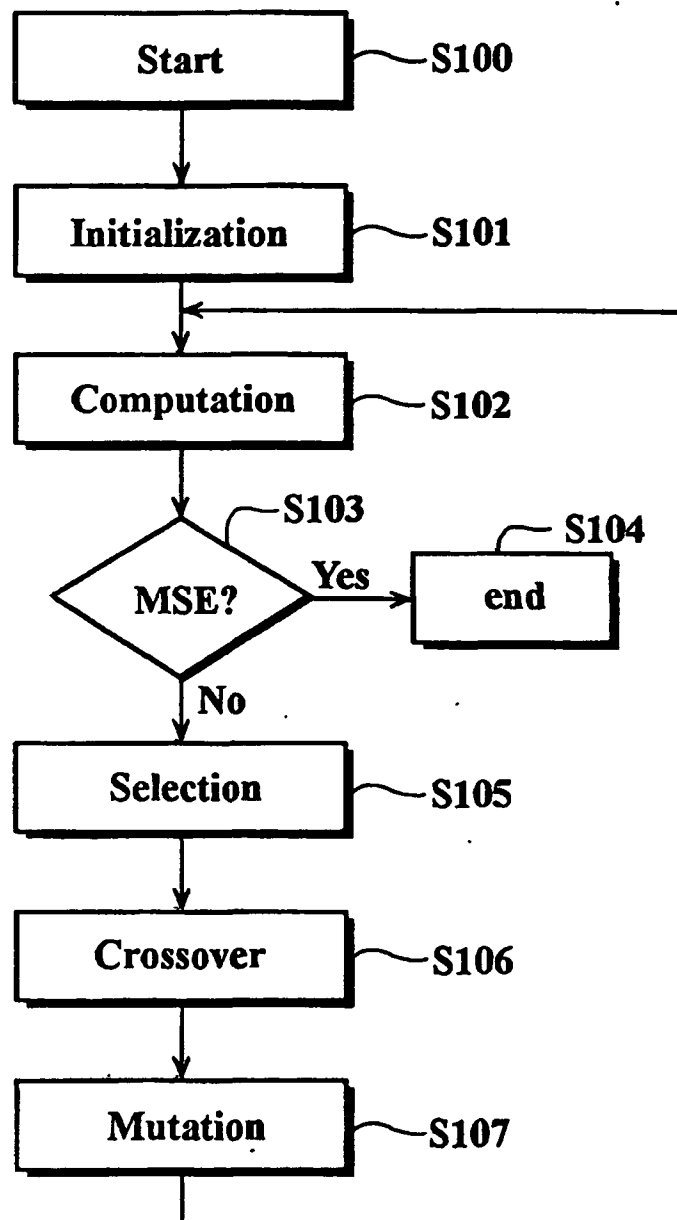 Start
S100
Initialization
S101
Computation
S102
S103
MSE?
Yes
S104
end
No
Selection
S105
Crossover
S106
Mutation
S107